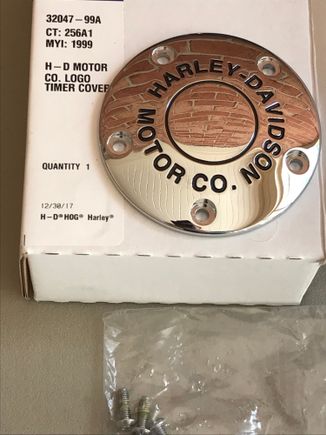 32047-99A
CT: 256A1
MYI: 1999
H-D MOTOR
CO. LOGO
TIMER COVER
QUANTITY 1
12/30/17
H-D® HOG® Harley®
HARLEY-DAVIDSON
MOTOR CO.